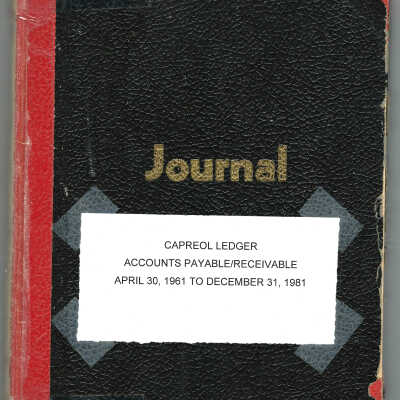 Journal
CAPREOL LEDGER
ACCOUNTS PAYABLE/RECEIVABLE
APRIL 30, 1961 TO DECEMBER 31, 1981